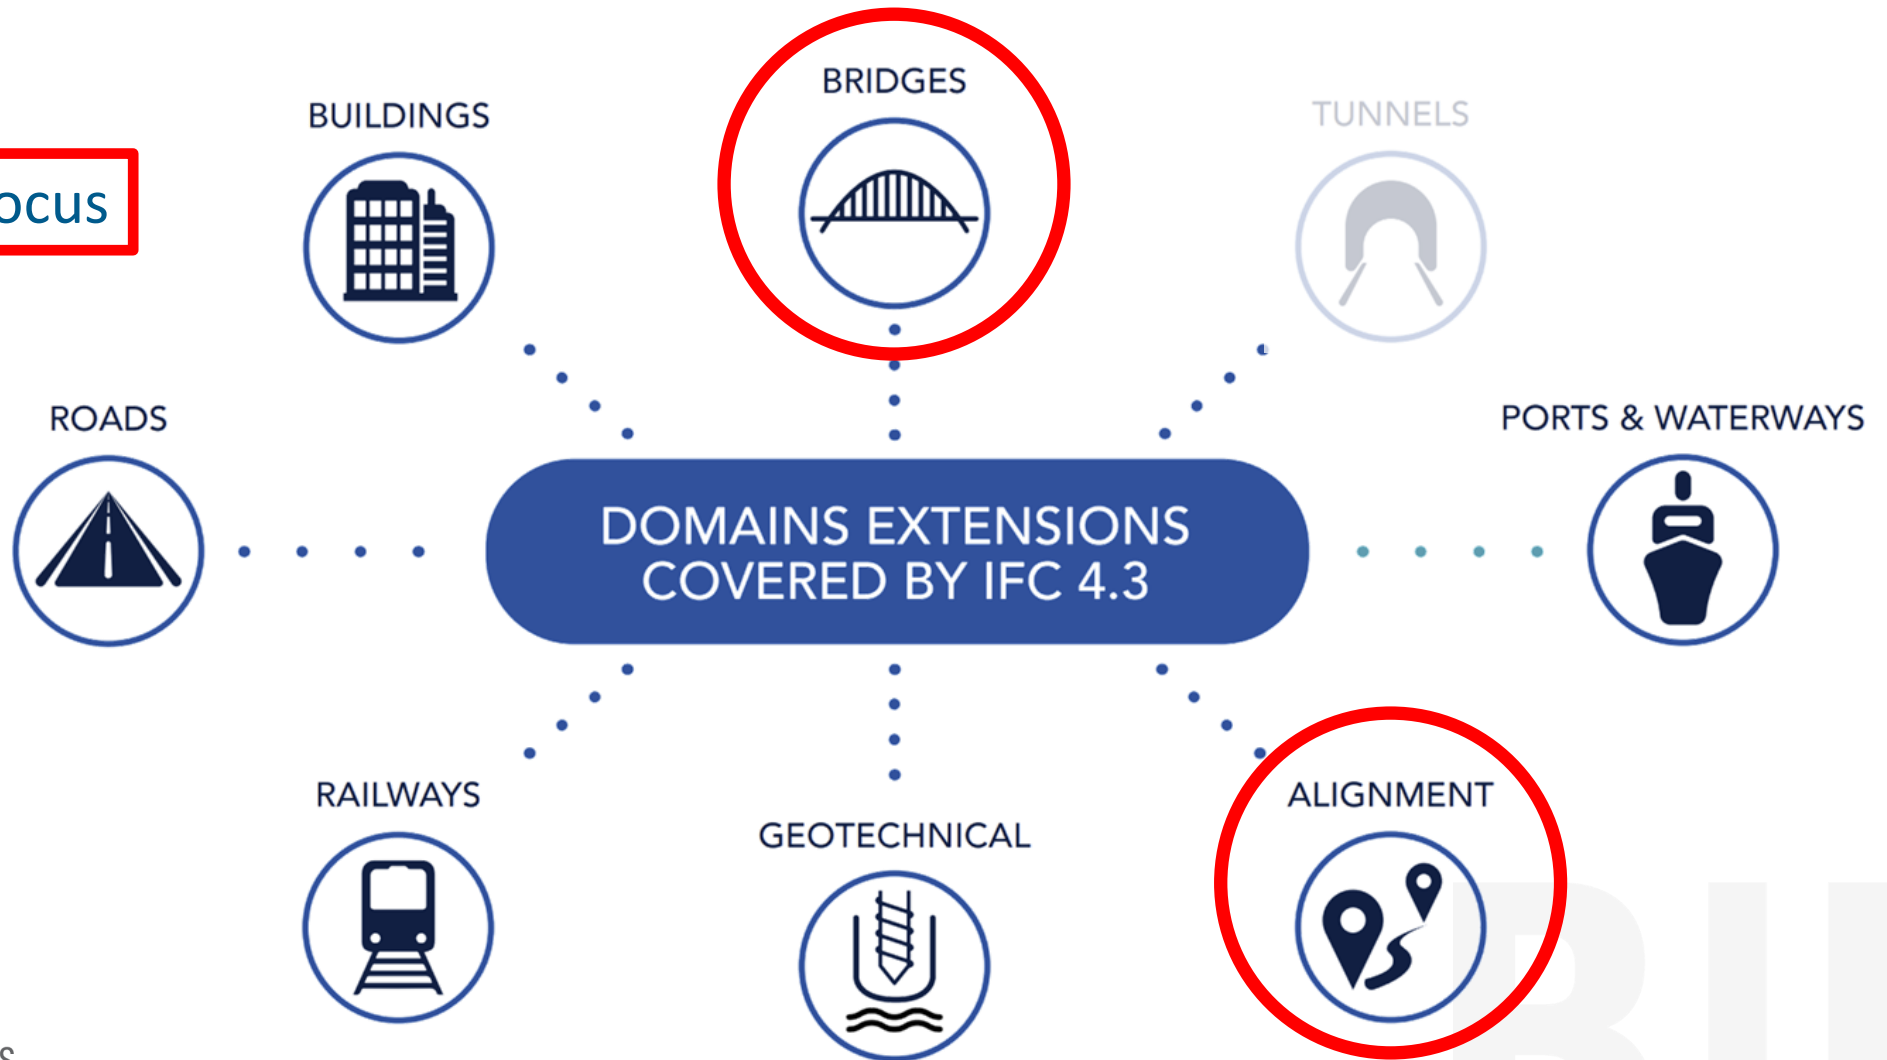 BRIDGES
BUILDINGS
TUNNELS
ocus
ROADS
PORTS & WATERWAYS
DOMAINS EXTENSIONS
COVERED BY IFC 4.3
RAILWAYS
ALIGNMENT
GEOTECHNICAL